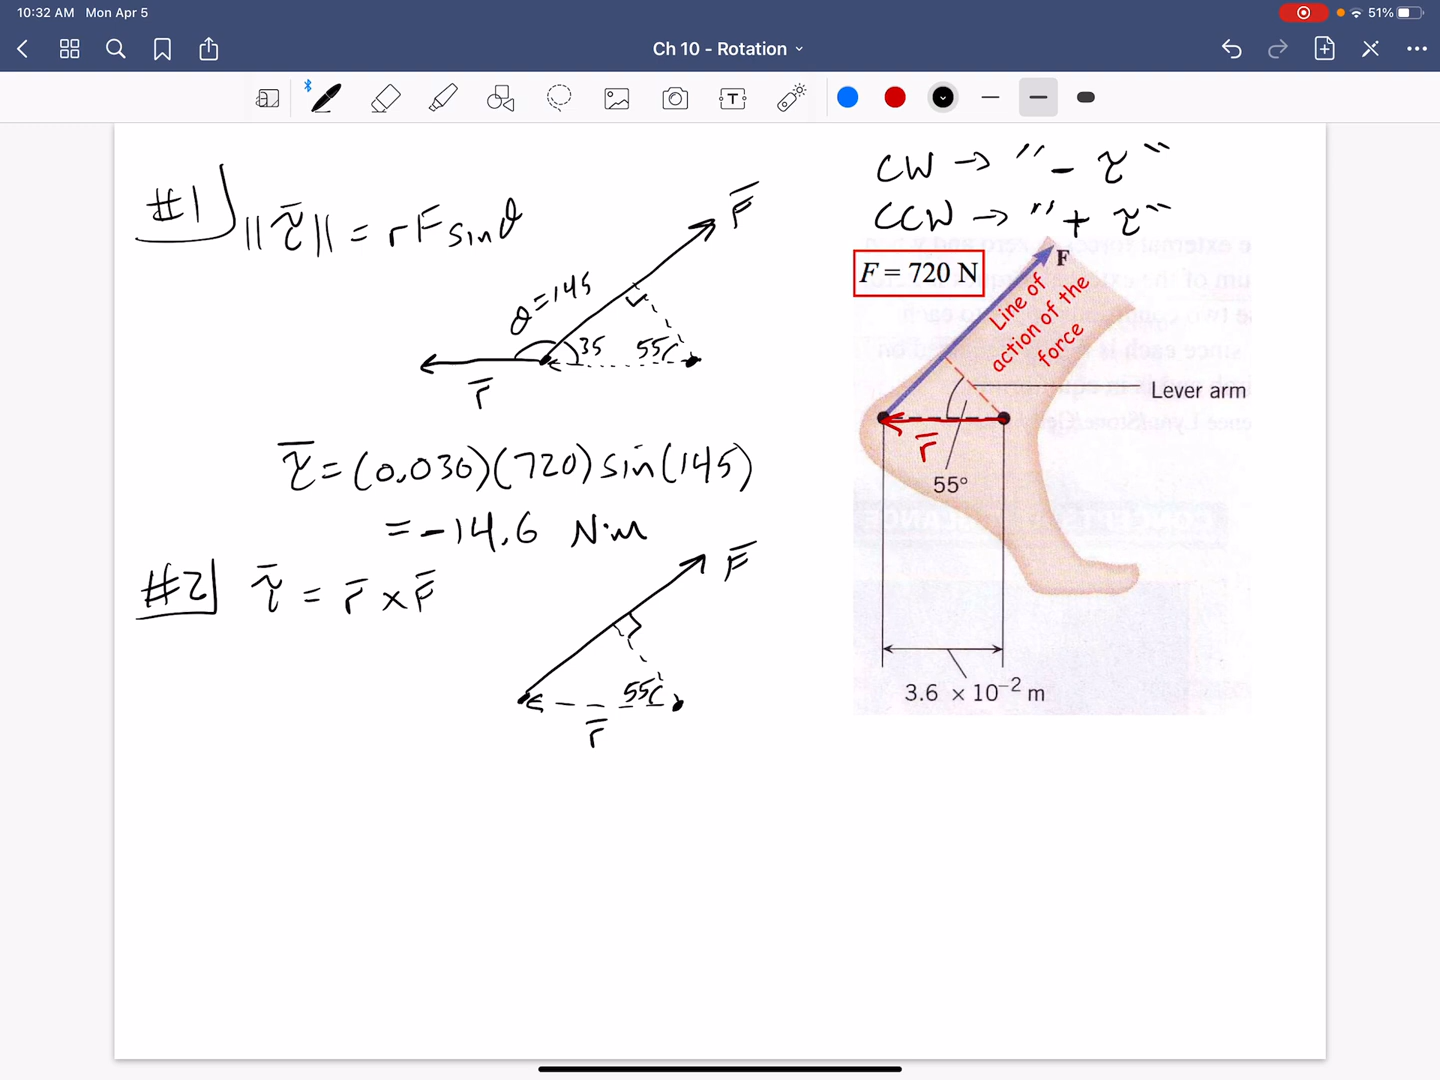 10:32 AM Mon Apr 5
51%
Ch 10 - Rotation
#1
||τ̄|| = rF sinθ
F̄
θ=145
35
55
r̄
τ̄ = (0.036)(720) sin(145)
= -14.6 N·m
#2 τ̄ = r̄ × F̄
F̄
55
r̄
CW → "- τ"
CCW → "+ τ"
F = 720 N
F
Line of
action of the
force
Lever arm
r̄
55°
3.6 × 10⁻² m